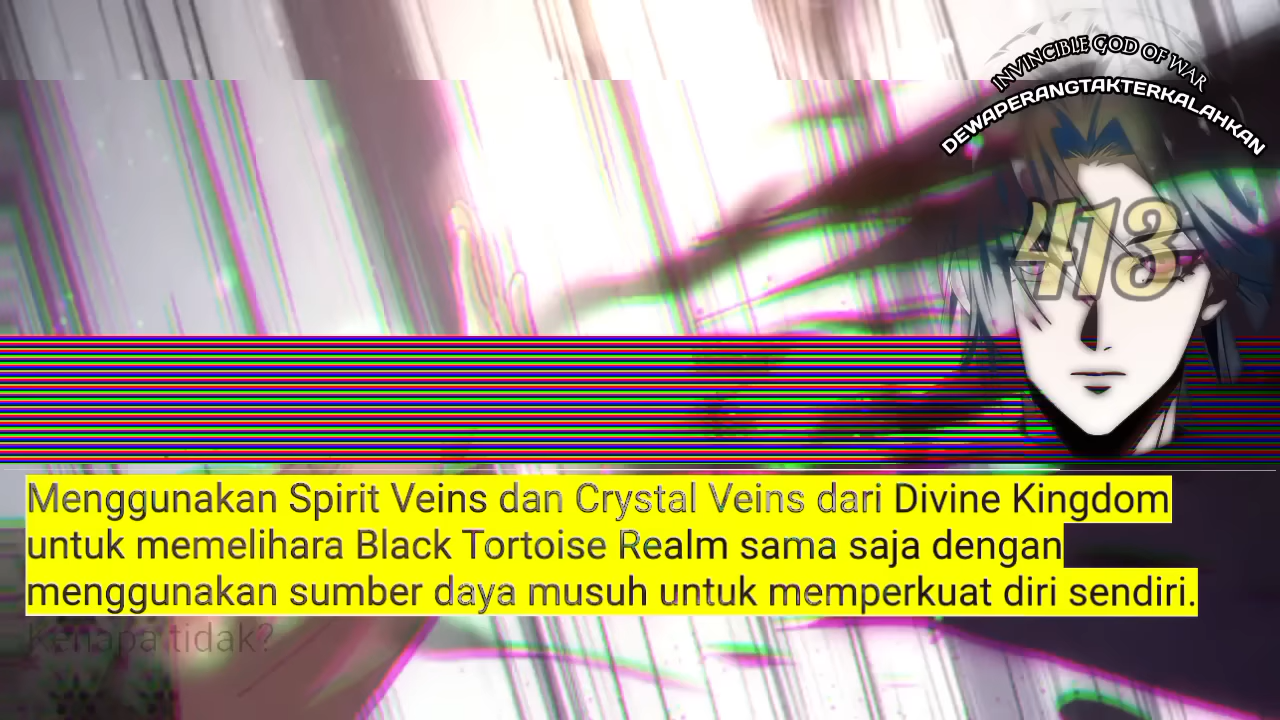 INVINCIBLE GOD OF WAR
DEWAPERANGTAKTERKALAHKAN
413
Menggunakan Spirit Veins dan Crystal Veins dari Divine Kingdom
untuk memelihara Black Tortoise Realm sama saja dengan
menggunakan sumber daya musuh untuk memperkuat diri sendiri.
Kenapa tidak?